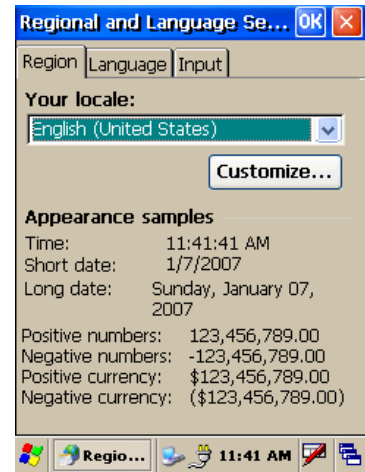 Regional and Language Se... OK
Region Language Input
Your locale:
English (United States)
Customize...
Appearance samples
Time: 11:41:41 AM
Short date: 1/7/2007
Long date: Sunday, January 07,
2007
Positive numbers: 123,456,789.00
Negative numbers: -123,456,789.00
Positive currency: $123,456,789.00
Negative currency: ($123,456,789.00)
Regio... 11:41 AM